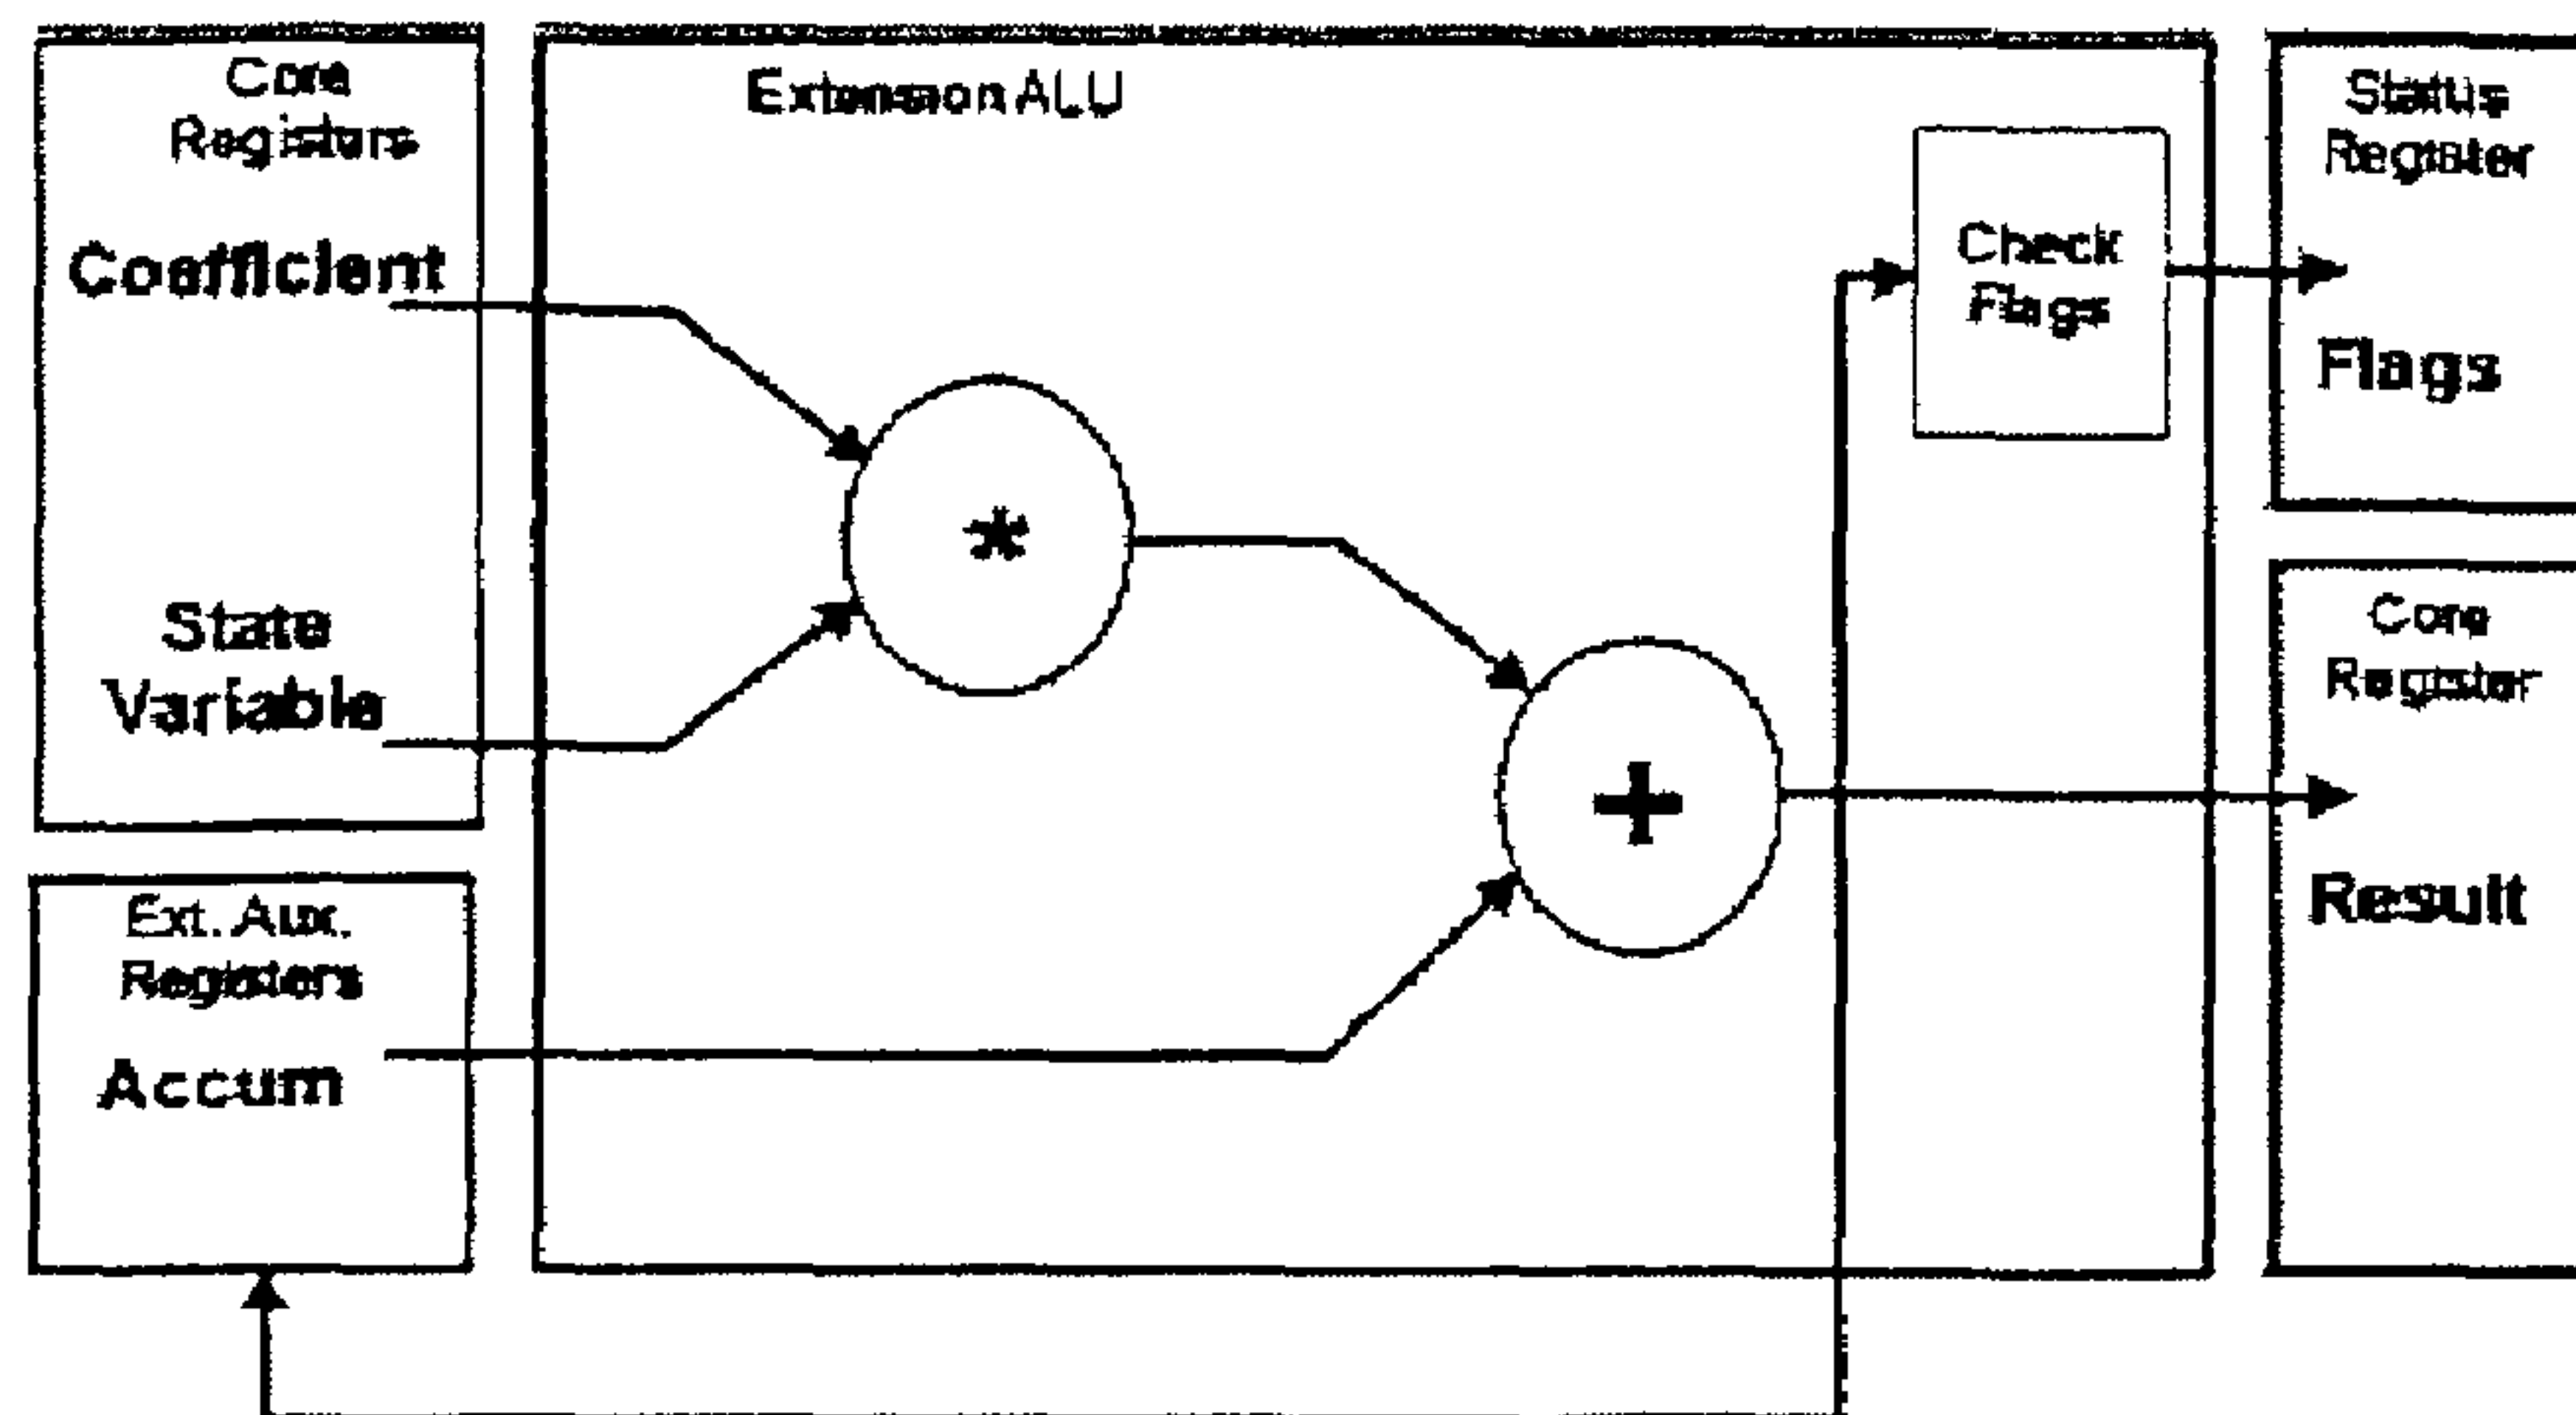 Core
Registers
Coefficient
State
Variable
Ext. Aux.
Registers
Accum
Extension ALU
*
+
Check
Flags
Status
Register
Flags
Core
Register
Result